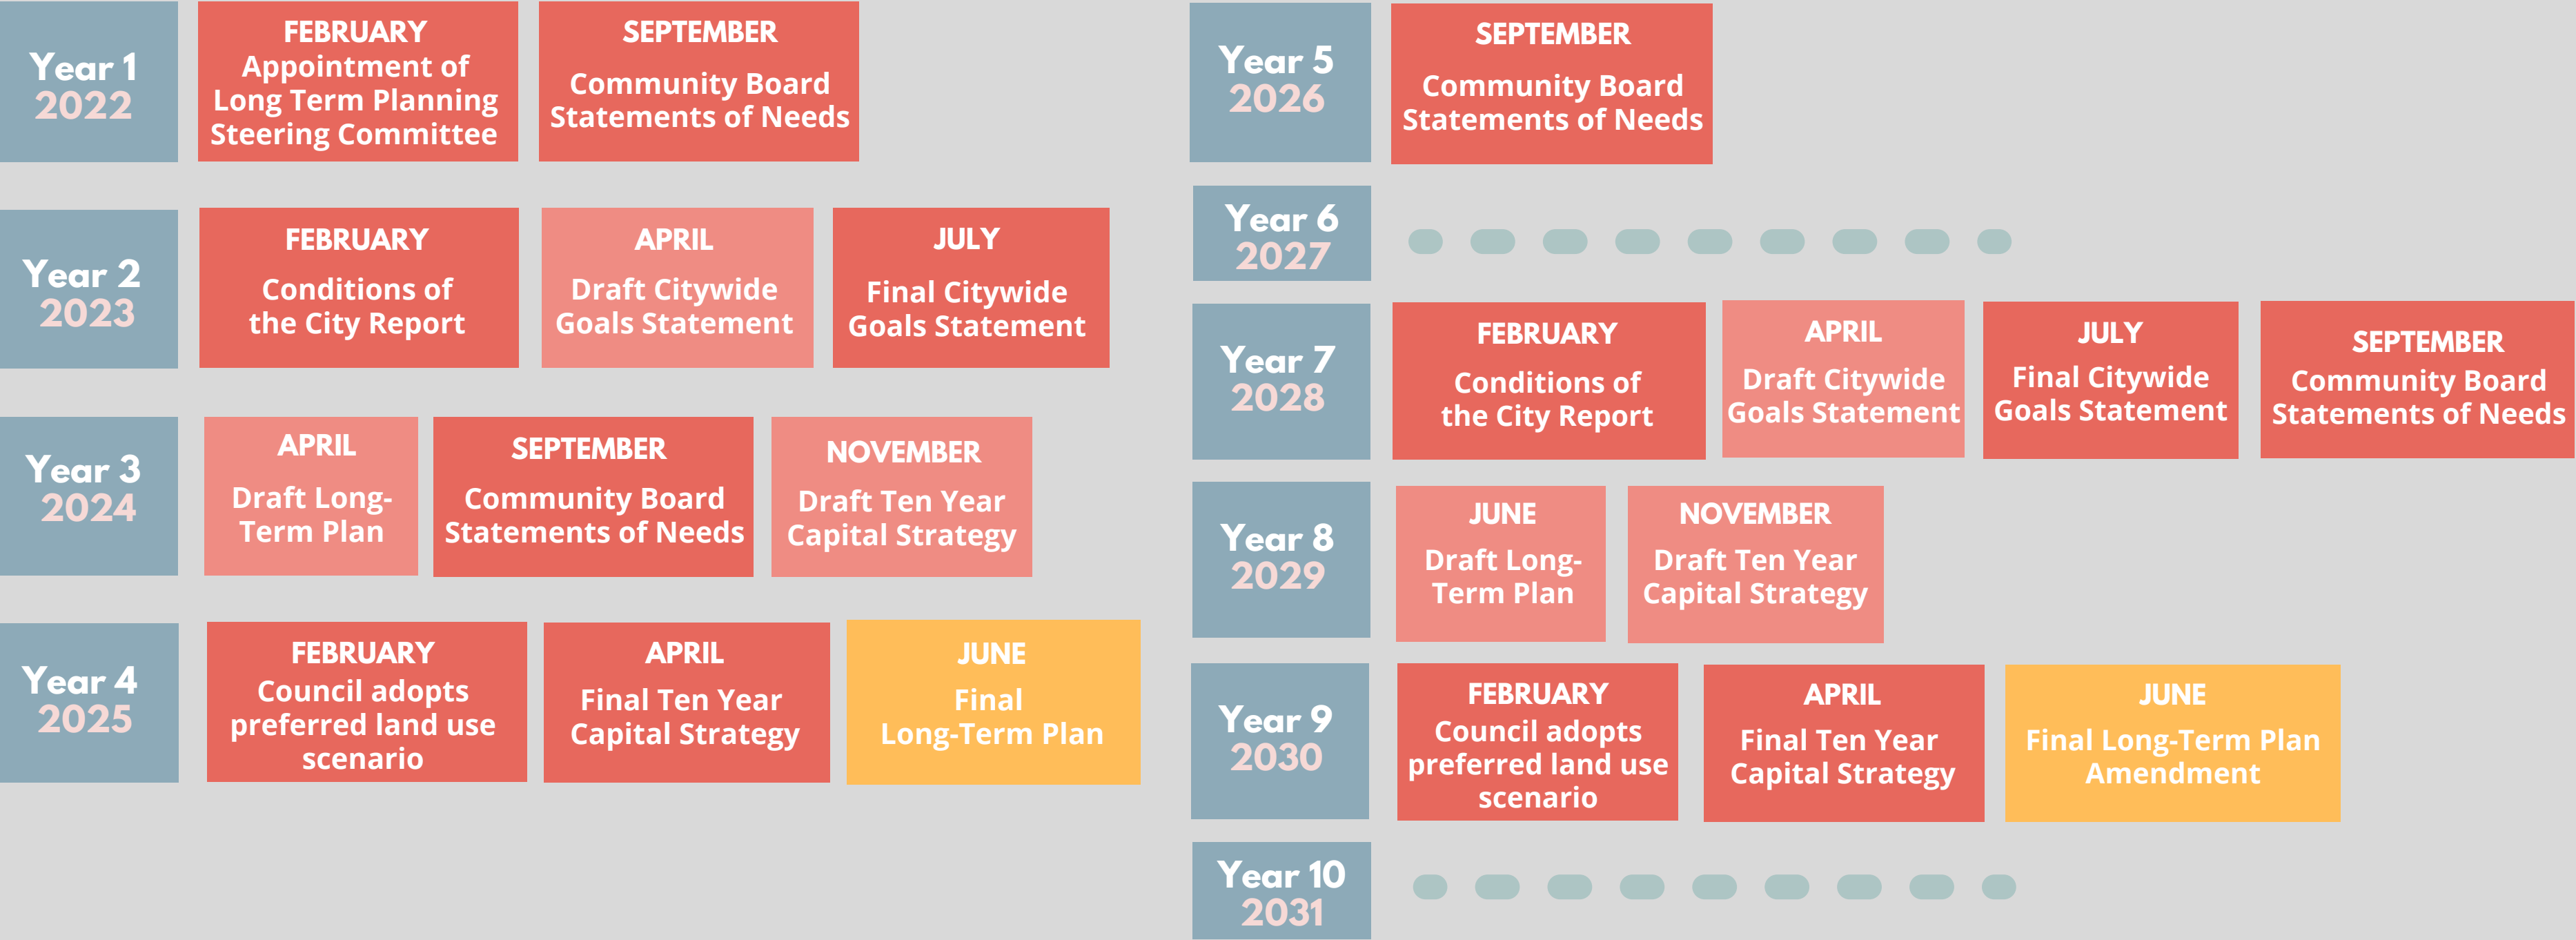 Year 1
2022
FEBRUARY
Appointment of
Long Term Planning
Steering Committee
SEPTEMBER
Community Board
Statements of Needs
Year 2
2023
FEBRUARY
Conditions of
the City Report
APRIL
Draft Citywide
Goals Statement
JULY
Final Citywide
Goals Statement
Year 3
2024
APRIL
Draft Long-
Term Plan
SEPTEMBER
Community Board
Statements of Needs
NOVEMBER
Draft Ten Year
Capital Strategy
Year 4
2025
FEBRUARY
Council adopts
preferred land use
scenario
APRIL
Final Ten Year
Capital Strategy
JUNE
Final
Long-Term Plan
Year 5
2026
SEPTEMBER
Community Board
Statements of Needs
Year 6
2027
Year 7
2028
FEBRUARY
Conditions of
the City Report
APRIL
Draft Citywide
Goals Statement
JULY
Final Citywide
Goals Statement
SEPTEMBER
Community Board
Statements of Needs
Year 8
2029
JUNE
Draft Long-
Term Plan
NOVEMBER
Draft Ten Year
Capital Strategy
Year 9
2030
FEBRUARY
Council adopts
preferred land use
scenario
APRIL
Final Ten Year
Capital Strategy
JUNE
Final Long-Term Plan
Amendment
Year 10
2031